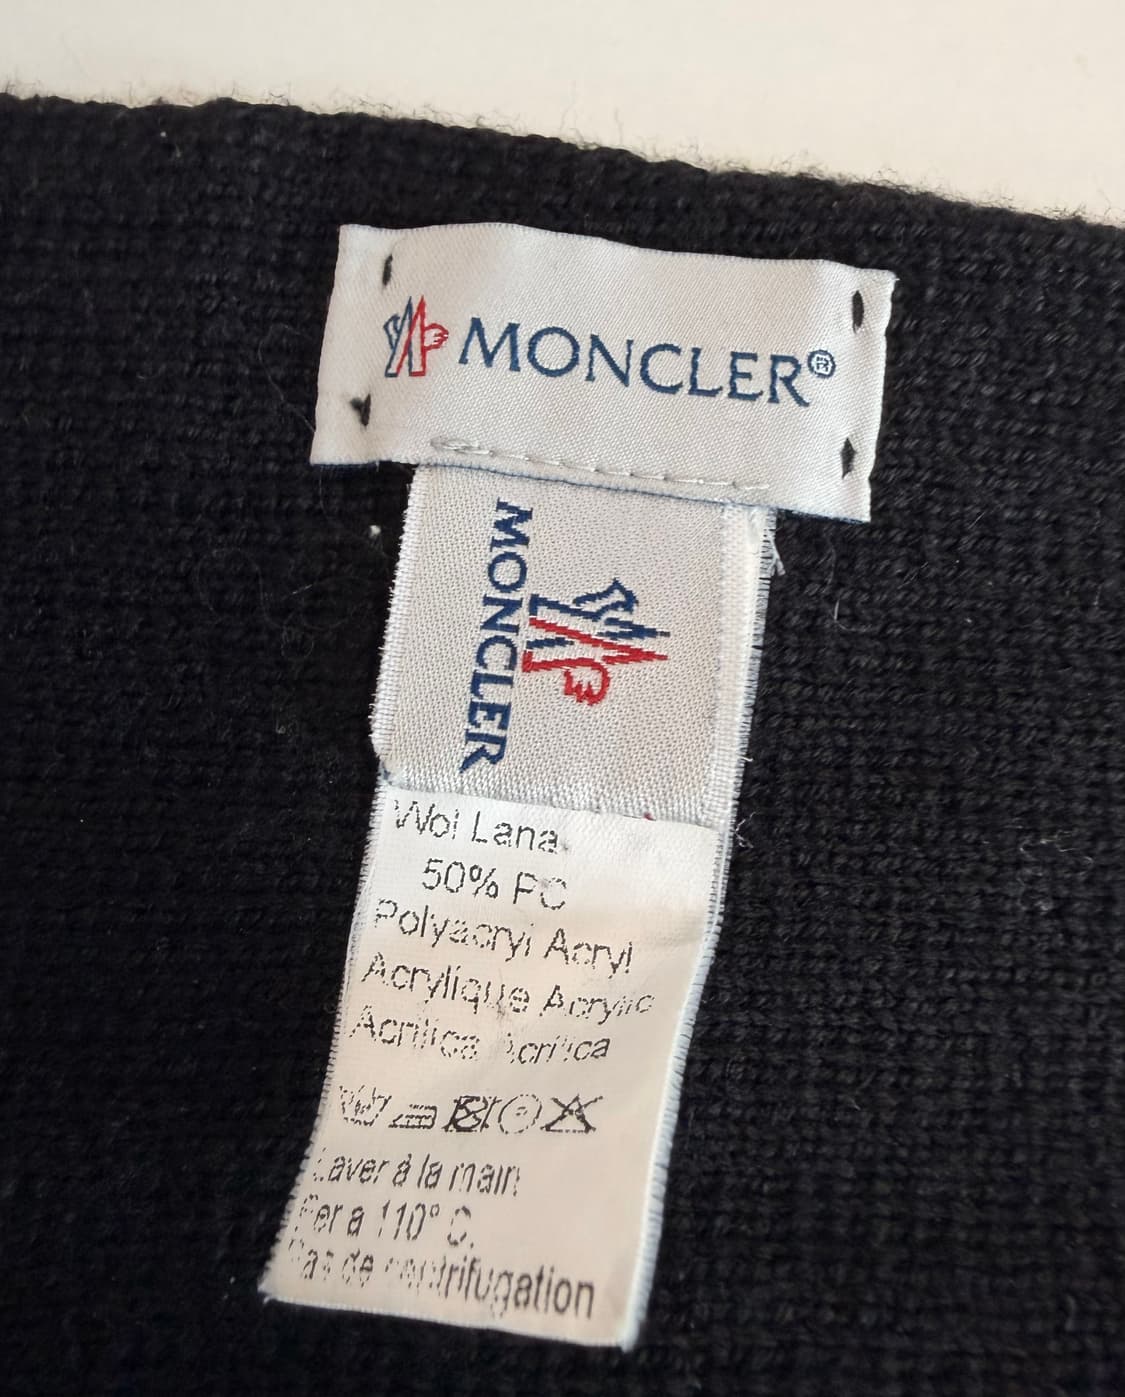 MONCLER®
MONCLER
Wol Lana
50% PC
Polyacryl Acryl
Acrylique Acrylic
Acrilica Acrilica
Laver à la main
Fer a 110° C.
Pas de centrifugation